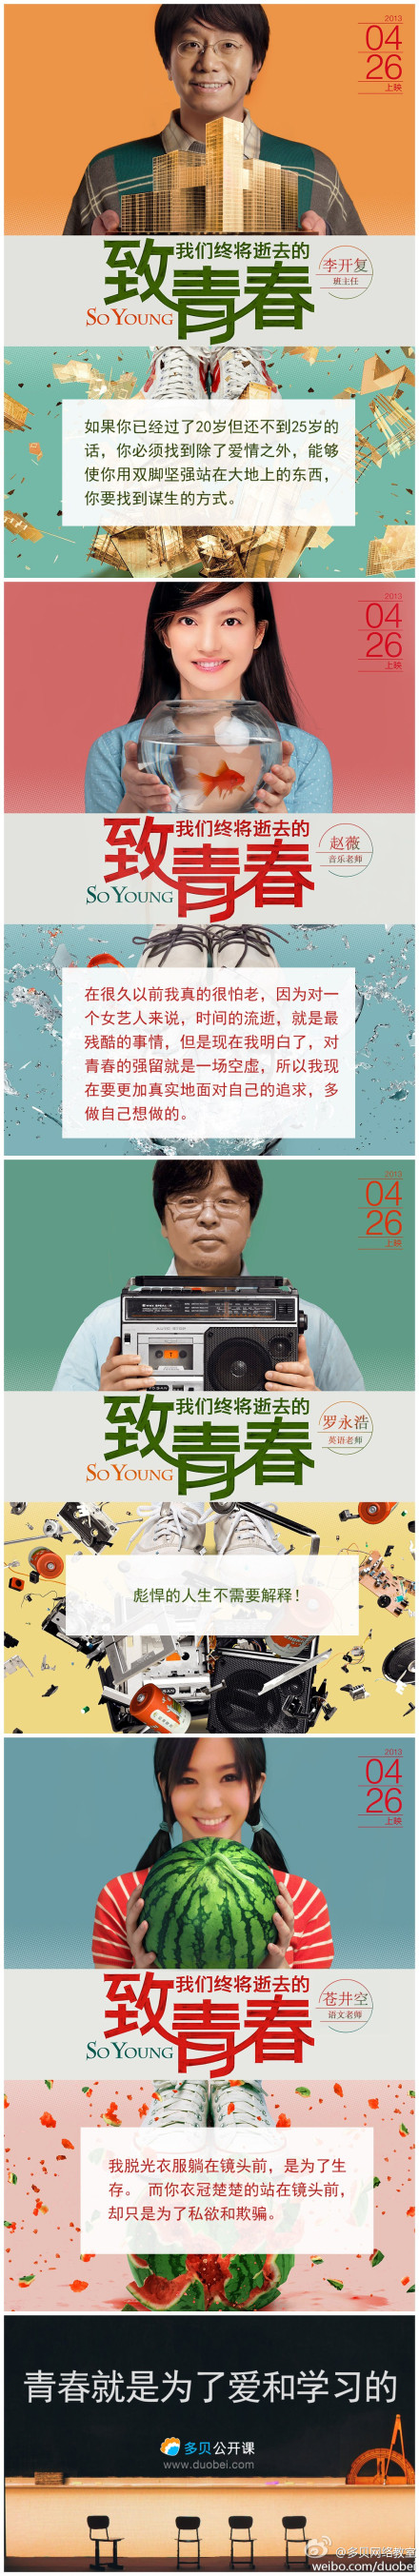 2013
04
26
上映
致我们终将逝去的
青春
SO YOUNG
李开复
班主任
如果你已经过了20岁但还不到25岁的
话，你必须找到除了爱情之外，能够
使你用双脚坚强站在大地上的东西，
你要找到谋生的方式。
2013
04
26
上映
致我们终将逝去的
青春
SO YOUNG
赵薇
音乐老师
在很久以前我真的很怕老，因为对一
个女艺人来说，时间的流逝，就是最
残酷的事情，但是现在我明白了，对
青春的强留就是一场空虚，所以我现
在要更加真实地面对自己的追求，多
做自己想做的。
2013
04
26
上映
致我们终将逝去的
青春
SO YOUNG
罗永浩
英语老师
彪悍的人生不需要解释！
2013
04
26
上映
致我们终将逝去的
青春
SO YOUNG
苍井空
语文老师
我脱光衣服躺在镜头前，是为了生
存。 而你衣冠楚楚的站在镜头前，
却只是为了私欲和欺骗。
青春就是为了爱和学习的
多贝公开课
www.duobei.com
@多贝网络教室
weibo.com/duobei